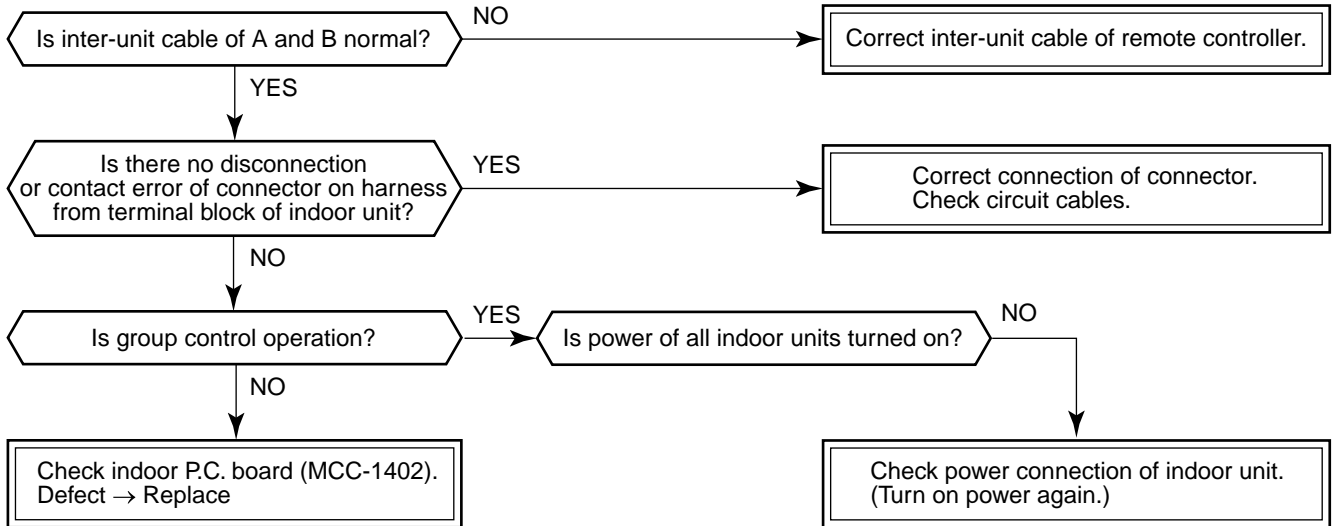 NO
Is inter-unit cable of A and B normal?
Correct inter-unit cable of remote controller.
YES
Is there no disconnection
or contact error of connector on harness
from terminal block of indoor unit?
YES
Correct connection of connector.
Check circuit cables.
NO
Is group control operation?
YES
Is power of all indoor units turned on?
NO
NO
Check indoor P.C. board (MCC-1402).
Defect → Replace
Check power connection of indoor unit.
(Turn on power again.)